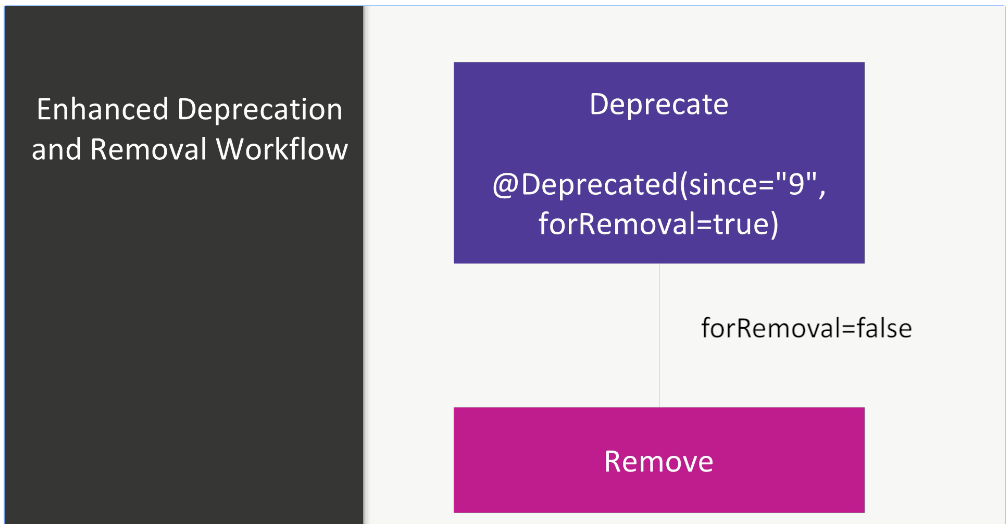 Enhanced Deprecation
and Removal Workflow
Deprecate
@Deprecated(since="9",
forRemoval=true)
forRemoval=false
Remove